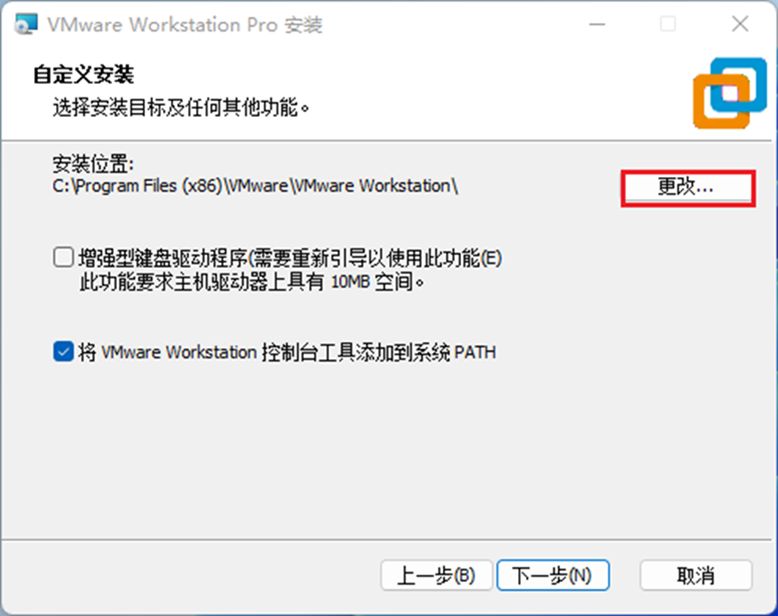 VMware Workstation Pro 安装
自定义安装
选择安装目标及任何其他功能。
安装位置:
C:\Program Files (x86)\VMware\VMware Workstation\
更改...
增强型键盘驱动程序(需要重新引导以使用此功能(E)
此功能要求主机驱动器上具有 10MB 空间。
将 VMware Workstation 控制台工具添加到系统 PATH
上一步(B) 下一步(N) 取消